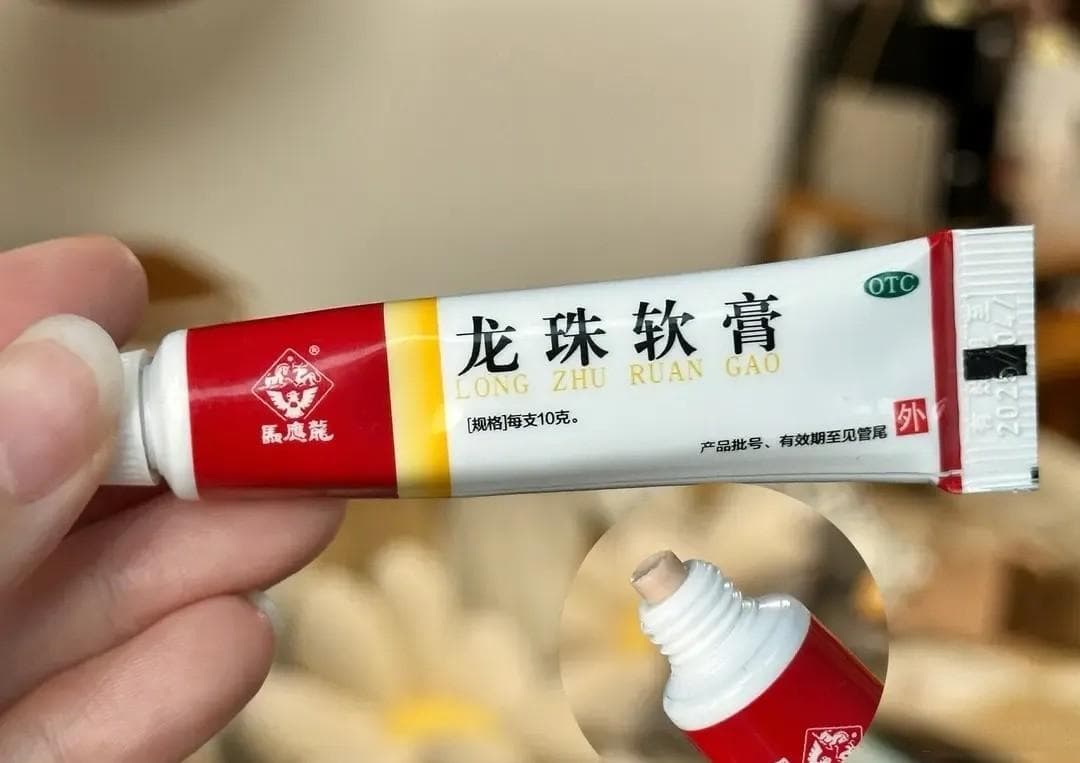 龙珠软膏
LONG ZHU RUAN GAO
[规格]每支10克。
产品批号、有效期至见管尾
OTC
外
®
馬應龍